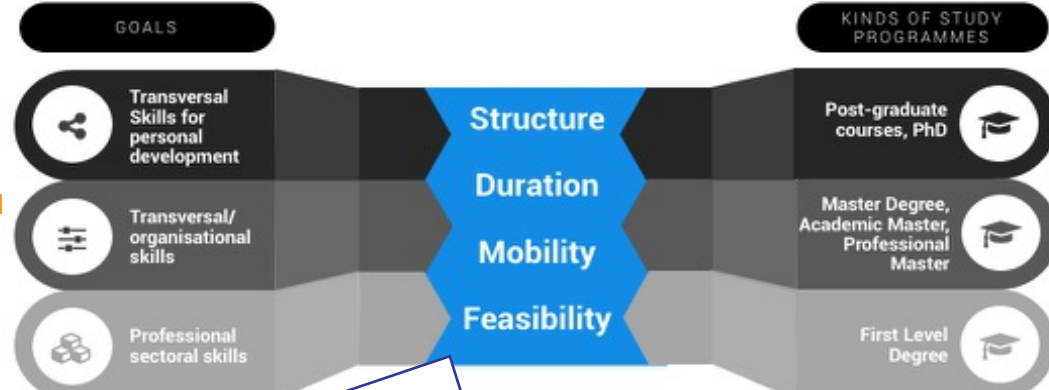 GOALS
KINDS OF STUDY
PROGRAMMES
Transversal
Skills for
personal
development
Structure
Post-graduate
courses, PhD
Duration
Transversal/
organisational
skills
Master Degree,
Academic Master,
Professional
Master
Mobility
Feasibility
Professional
sectoral skills
First Level
Degree